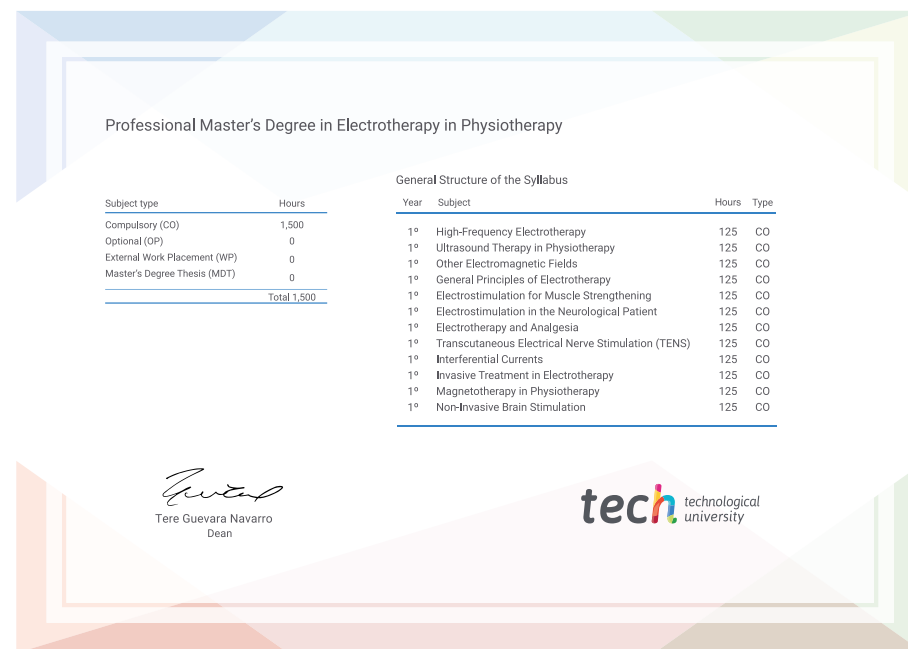 Professional Master's Degree in Electrotherapy in Physiotherapy
Subject type Hours
Compulsory (CO) 1,500
Optional (OP) 0
External Work Placement (WP) 0
Master's Degree Thesis (MDT) 0
Total 1,500
General Structure of the Syllabus
Year Subject Hours Type
1º High-Frequency Electrotherapy 125 CO
1º Ultrasound Therapy in Physiotherapy 125 CO
1º Other Electromagnetic Fields 125 CO
1º General Principles of Electrotherapy 125 CO
1º Electrostimulation for Muscle Strengthening 125 CO
1º Electrostimulation in the Neurological Patient 125 CO
1º Electrotherapy and Analgesia 125 CO
1º Transcutaneous Electrical Nerve Stimulation (TENS) 125 CO
1º Interferential Currents 125 CO
1º Invasive Treatment in Electrotherapy 125 CO
1º Magnetotherapy in Physiotherapy 125 CO
1º Non-Invasive Brain Stimulation 125 CO
Tere Guevara Navarro
Dean
tech technological
university